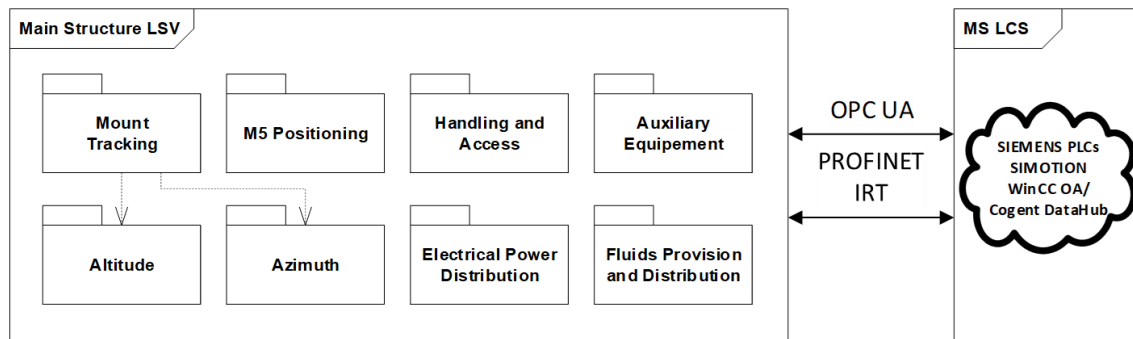 Main Structure LSV
MS LCS
Mount
Tracking
M5 Positioning
Handling and
Access
Auxiliary
Equipement
Altitude
Azimuth
Electrical Power
Distribution
Fluids Provision
and Distribution
OPC UA
PROFINET
IRT
SIEMENS PLCs
SIMOTION
WinCC OA/
Cogent DataHub